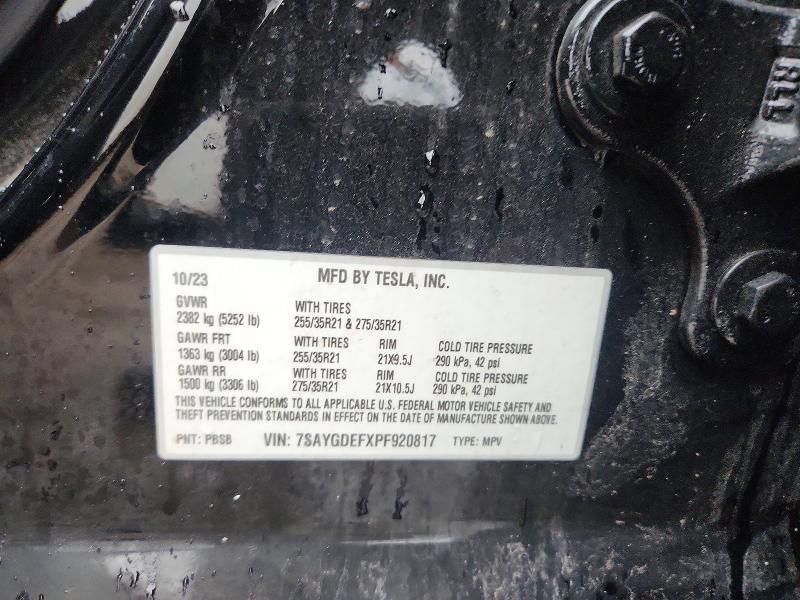 10/23 MFD BY TESLA, INC.
GVWR WITH TIRES
2382 kg (5252 lb) 255/35R21 & 275/35R21
GAWR FRT WITH TIRES RIM COLD TIRE PRESSURE
1363 kg (3004 lb) 255/35R21 21X9.5J 290 kPa, 42 psi
GAWR RR WITH TIRES RIM COLD TIRE PRESSURE
1500 kg (3306 lb) 275/35R21 21X10.5J 290 kPa, 42 psi
THIS VEHICLE CONFORMS TO ALL APPLICABLE U.S. FEDERAL MOTOR VEHICLE SAFETY AND
THEFT PREVENTION STANDARDS IN EFFECT ON THE DATE OF MANUFACTURE SHOWN ABOVE.
PNT: PBSB VIN: 7SAYGDEFXPF920817 TYPE: MPV